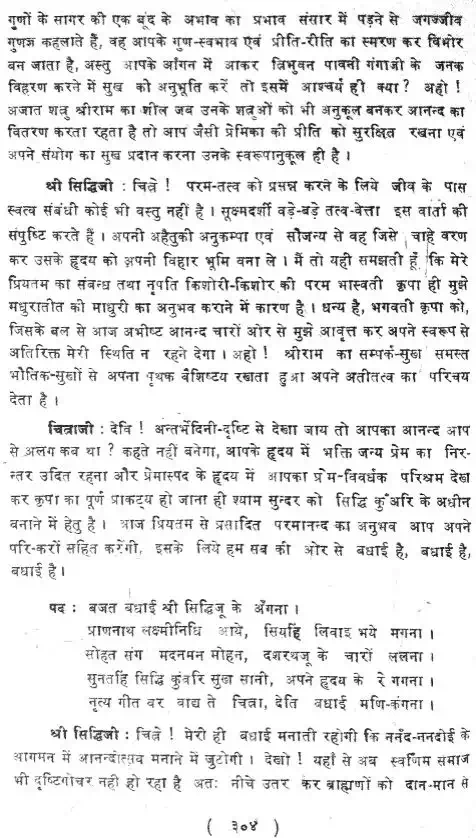 गुणों के सागर की एक बूंद के अभाव का प्रभाव संसार में पड़ने से जगज्जीव
गुणज्ञ कहलाते हैं, वह आपके गुण-स्वभाव एवं प्रीति-रीति का स्मरण कर विभोर
बन जाता है, अस्तु आपके आँगन में आकर त्रिभुवन पावनी गंगाजी के जनक
विहरण करने में सुख को अनुभूति करें तो इसमें आश्चर्य ही क्या ? अहो !
अजात शत्रु श्रीराम का शील जब उनके शत्रुओं को भी अनुकूल बनकर आनन्द का
वितरण करता रहता है तो आप जैसी प्रेमिका की प्रीति को सुरक्षित रखना एवं
अपने संयोग का सुख प्रदान करना उनके स्वरूपानुकूल ही है ।
श्री सिद्धिजी : चित्रे ! परम-तत्व को प्रसन्न करने के लिये जीव के पास
स्वत्व संबंधी कोई भी वस्तु नहीं है । सूक्ष्मदर्शी बड़े-बड़े तत्व-वेत्ता इस वार्ता की
संपुष्टि करते हैं । अपनी अहैतुकी अनुकम्पा एवं सौजन्य से वह जिसे चाहे वरण
कर उसके हृदय को अपनी विहार भूमि बना ले । मैं तो यही समझती हूँ, कि मेरे
प्रियतम का संबन्ध तथा नृपति किशोरी-किशोर की परम भास्वती कृपा ही मुझे
मधुरातीत को माधुरी का अनुभव कराने में कारण है । धन्य है, भगवती कृपा को,
जिसके बल से आज अभीष्ट आनन्द चारों ओर से मुझे आवृत्त कर अपने स्वरूप से
अतिरिक्त मेरी स्थिति न रहने देगा । अहो ! श्रीराम का सम्पर्क-सुख समस्त
भौतिक-सुखों से अपना पृथक वैशिष्टय रखता हुआ अपने अतीतत्व का परिचय
देता है ।
चित्राजी : देवि ! अन्तर्भेदिनी-दृष्टि से देखा जाय तो आपका आनन्द आप
से अलग कब था ? कहते नहीं बनेगा, आपके हृदय में भक्ति जन्य प्रेम का निर-
न्तर उदित रहना और प्रेमास्पद के हृदय में आपका प्रेम-विवर्धक परिश्रम देख
कर कृपा का पूर्ण प्राकट्य हो जाना ही श्याम सुन्दर को सिद्धि कुँअरि के अधीन
बनाने में हेतु है । आज प्रियतम से प्रसादित परमानन्द का अनुभव आप अपने
परि-करों सहित करेंगी, इसके लिये हम सब की ओर से बधाई है, बधाई है,
बधाई है ।
पद : बजत बधाई श्री सिद्धिजू के अँगना ।
प्राणनाथ लक्ष्मीनिधि आये, सियहिं लिवाइ भये मगना ।
सोहत संग मदनमन मोहन, दशरथजू के चारों ललना ।
सुनतहिं सिद्धि कुँवरि सुख सानी, अपने हृदय के रे गगना ।
नृत्य गीत वर वाद्य ते चित्रा, देति बधाई मणि-कंगना ।
श्री सिद्धिजी : चित्रे ! मेरी ही बधाई मनाती रहोगी कि ननँद-ननदोई के
आगमन में आनन्दोत्सव मनाने में जुटोगी । देखो ! यहाँ से अब स्वर्णिम समाज
भी दृष्टिगोचर नही हो रहा है अतः नीचे उतर कर ब्राह्मणों को दान-मान से
( ३०४ )